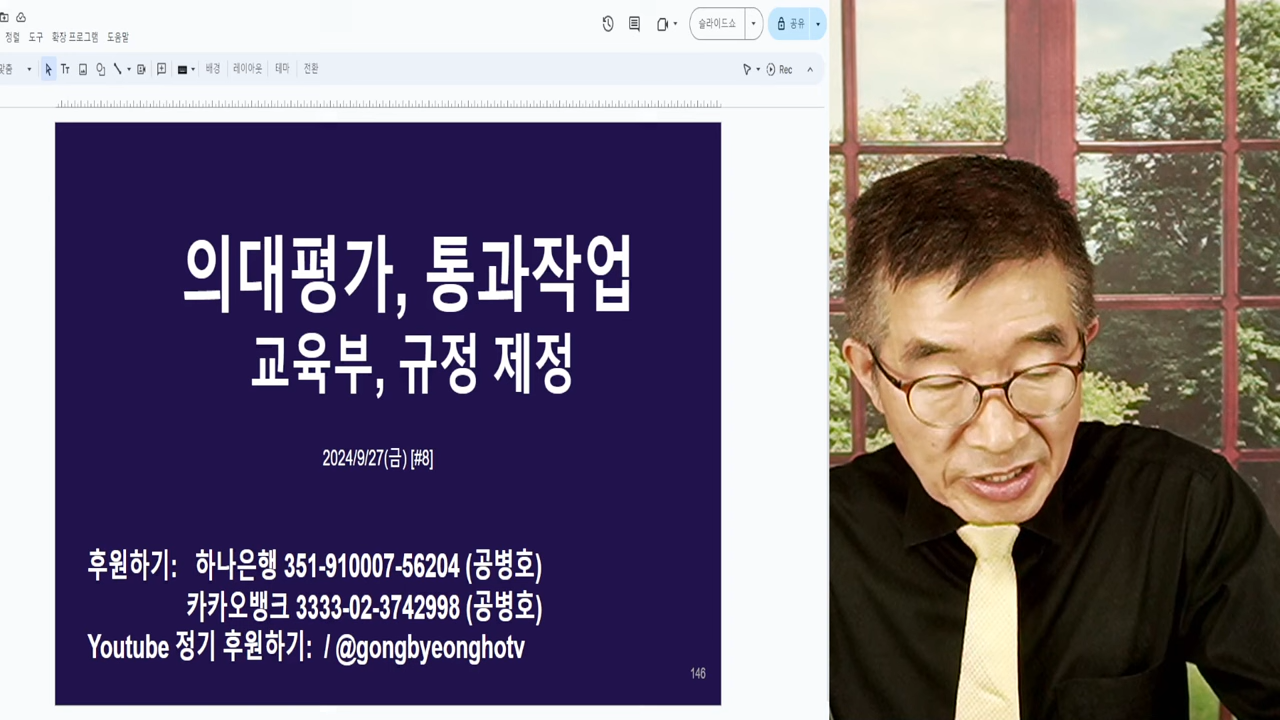 정렬 도구 확장 프로그램 도움말
슬라이드쇼
공유
맞춤
배경 레이아웃 테마 전환
Rec
의대평가, 통과작업
교육부, 규정 제정
2024/9/27(금) [#8]
후원하기: 하나은행 351-910007-56204 (공병호)
카카오뱅크 3333-02-3742998 (공병호)
Youtube 정기 후원하기: / @gongbyeonghotv
146